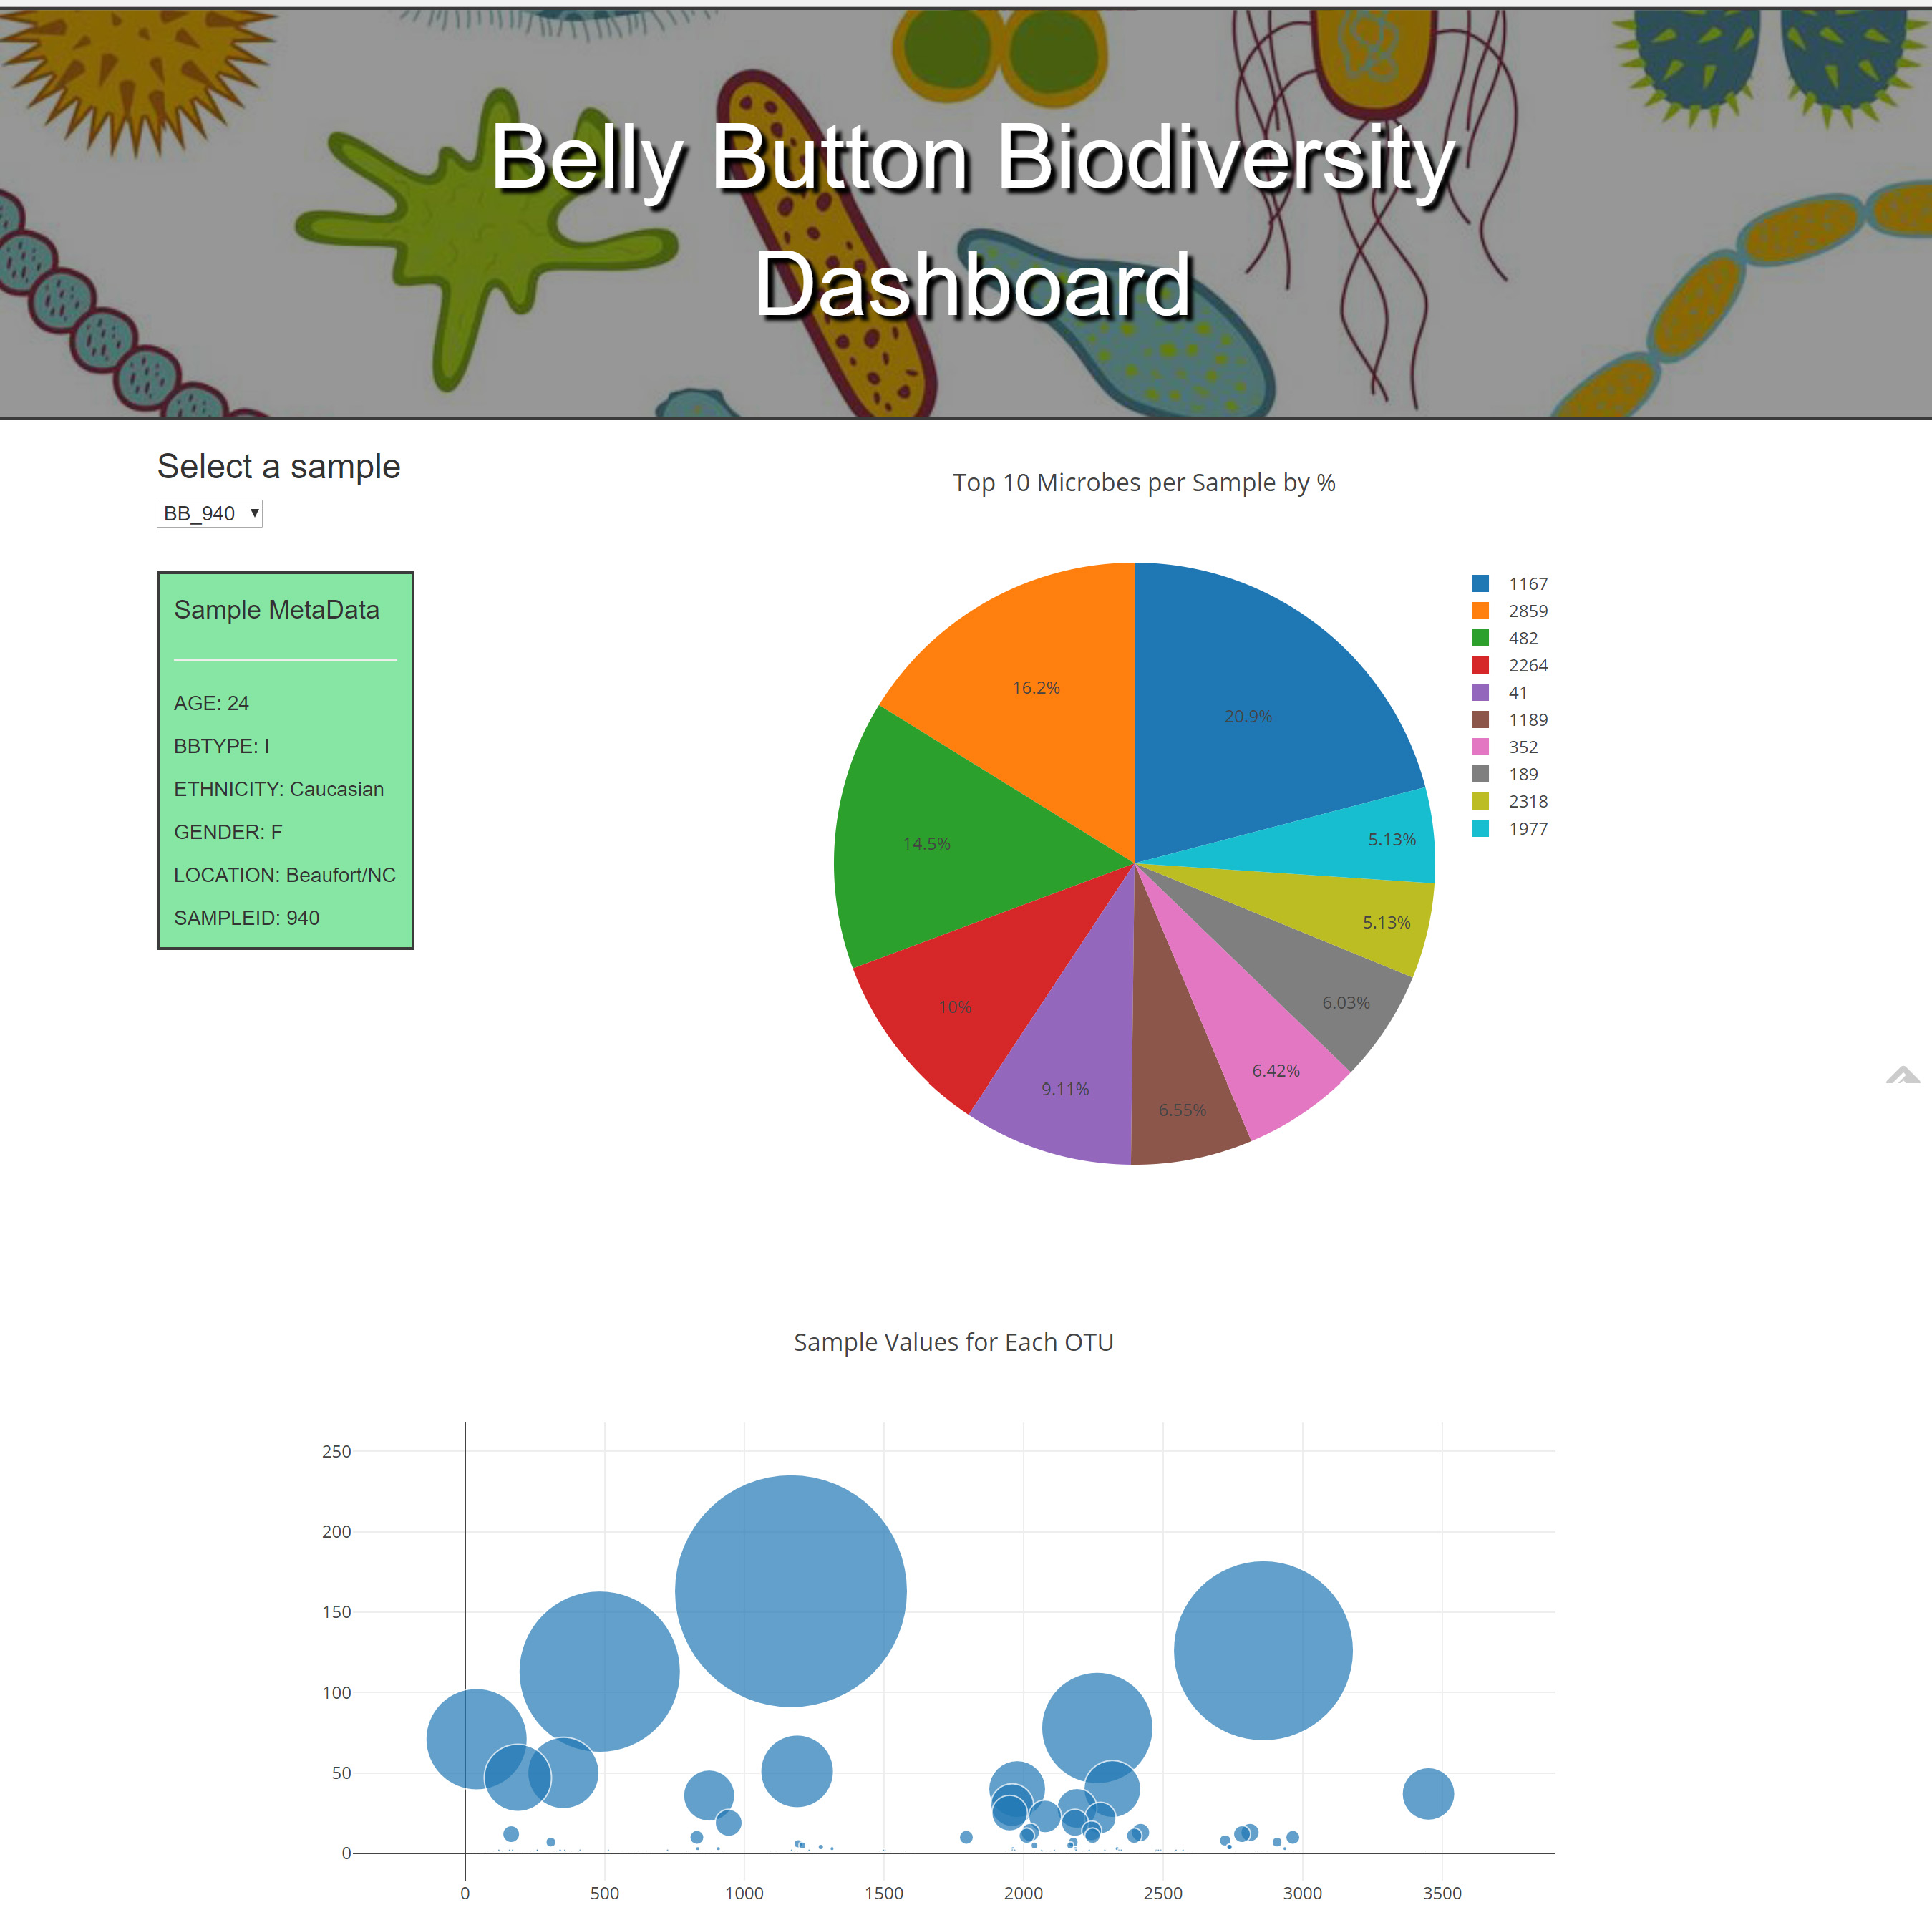 Belly Button Biodiversity
Dashboard
Select a sample
BB_940
Sample MetaData
AGE: 24
BBTYPE: I
ETHNICITY: Caucasian
GENDER: F
LOCATION: Beaufort/NC
SAMPLEID: 940
Top 10 Microbes per Sample by %
20.9%
5.13%
5.13%
6.03%
6.42%
6.55%
9.11%
10%
14.5%
16.2%
1167
2859
482
2264
41
1189
352
189
2318
1977
Sample Values for Each OTU
250
200
150
100
50
0
0 500 1000 1500 2000 2500 3000 3500